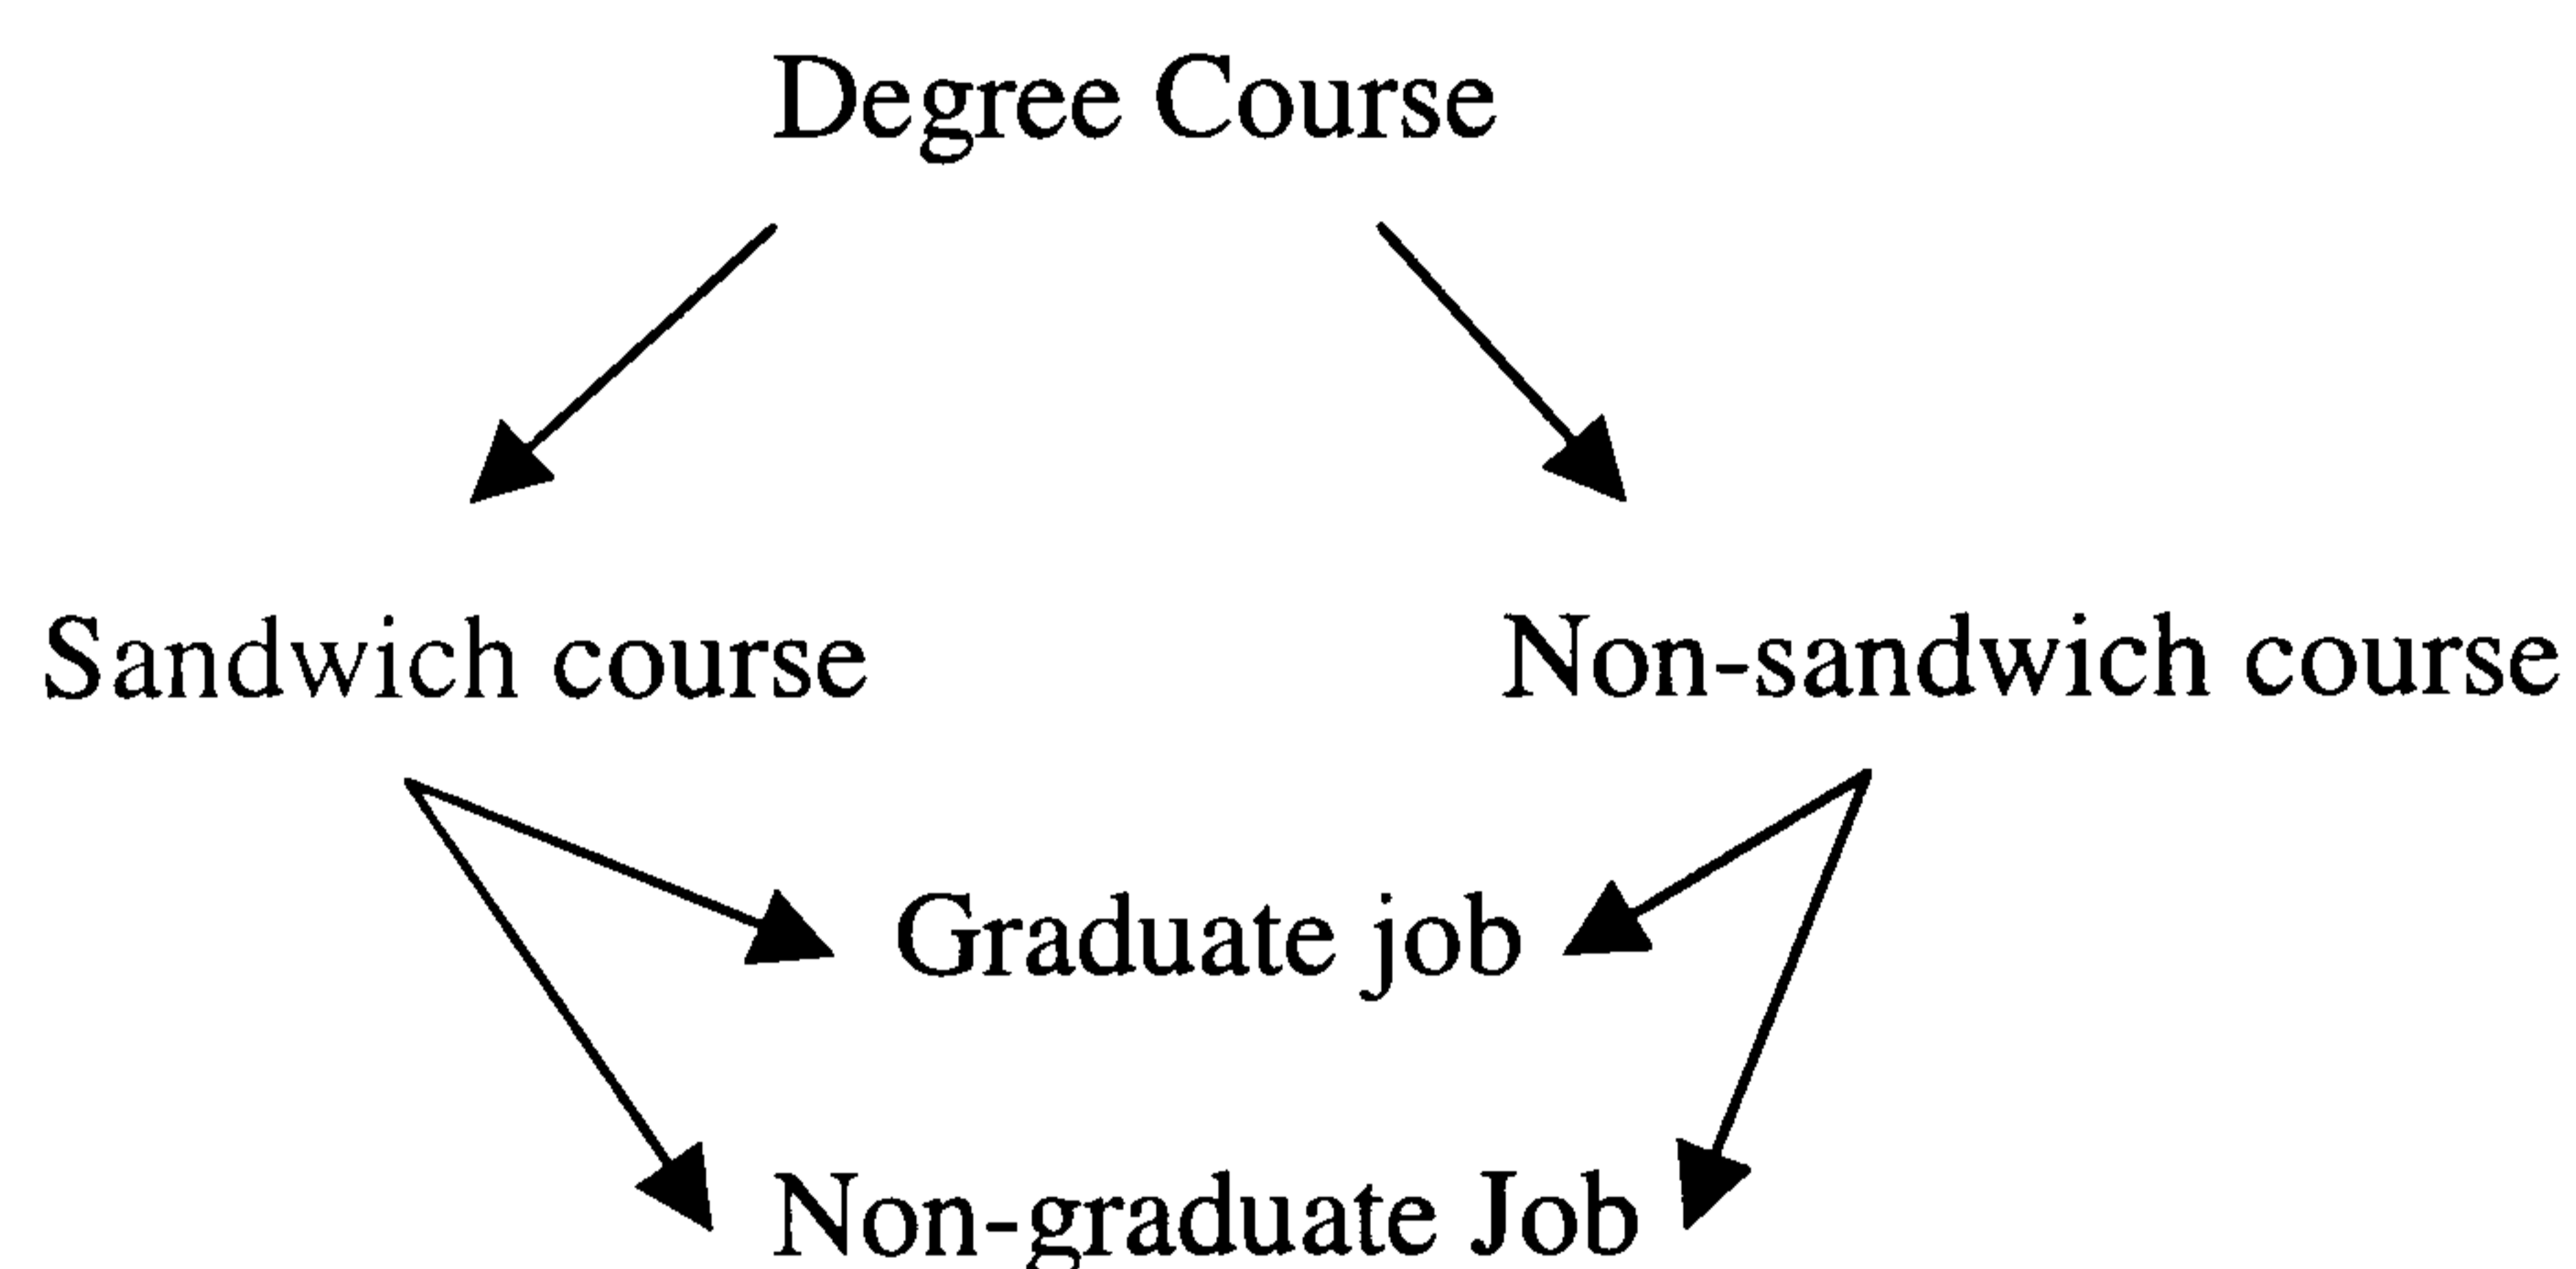 Degree Course
Sandwich course
Non-sandwich course
Graduate job
Non-graduate Job